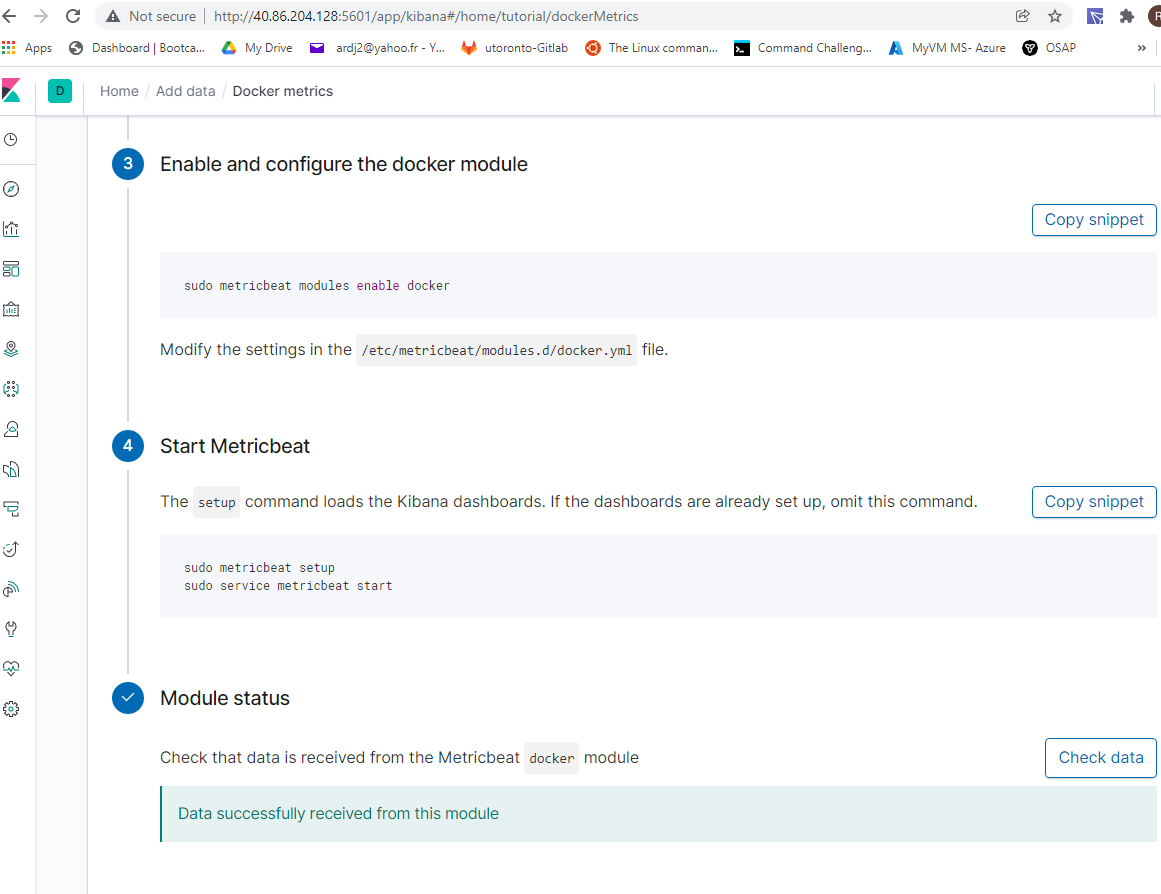 Not secure | http://40.86.204.128:5601/app/kibana#/home/tutorial/dockerMetrics
Apps Dashboard | Bootca... My Drive ardj2@yahoo.fr - Y... utoronto-Gitlab The Linux comman... Command Challeng... MyVM MS- Azure OSAP »
D Home / Add data / Docker metrics
3 Enable and configure the docker module
Copy snippet
sudo metricbeat modules enable docker
Modify the settings in the /etc/metricbeat/modules.d/docker.yml file.
4 Start Metricbeat
The setup command loads the Kibana dashboards. If the dashboards are already set up, omit this command.
Copy snippet
sudo metricbeat setup
sudo service metricbeat start
Module status
Check that data is received from the Metricbeat docker module
Check data
Data successfully received from this module